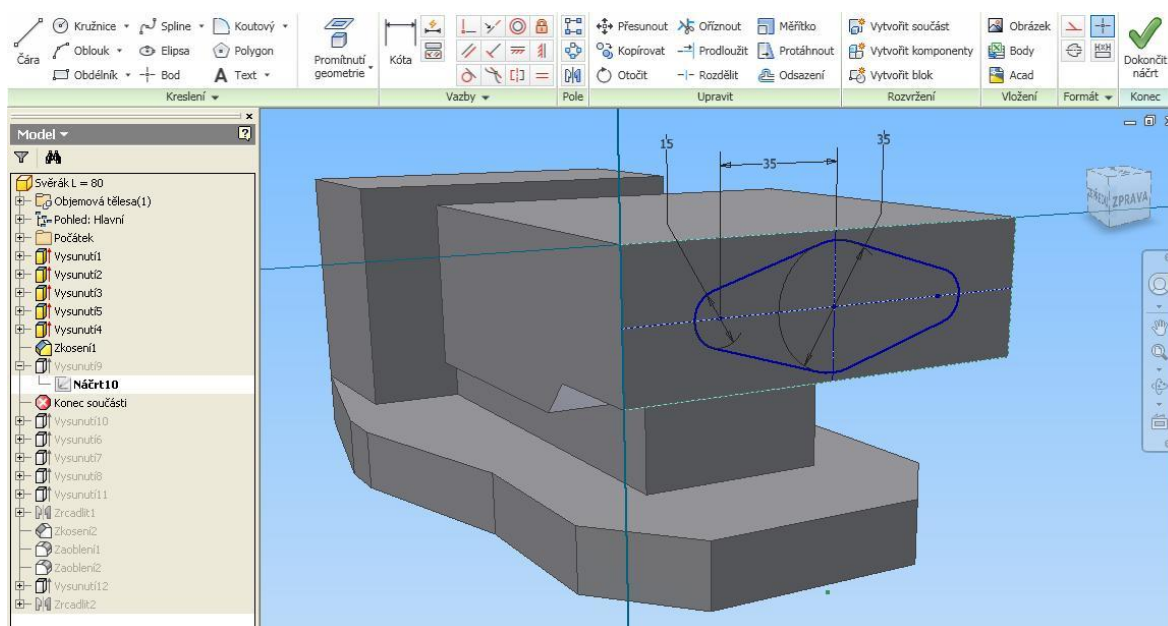 Kružnice Spline Koutový
Čára Oblouk Elipsa Polygon
Obdélník Bod A Text
Kreslení
Promítnutí geometrie
Kóta
Vazby
Pole
Přesunout Oříznout Měřítko
Kopírovat Prodloužit Protáhnout
Otočit Rozdělit Odsazení
Upravit
Vytvořit součást
Vytvořit komponenty
Vytvořit blok
Rozvržení
Obrázek
Body
Acad
Vložení
Formát
Dokončit náčrt
Konec
Model
Svěrák L = 80
Objemová tělesa(1)
Pohled: Hlavní
Počátek
Vysunutí1
Vysunutí2
Vysunutí3
Vysunutí5
Vysunutí4
Zkosení1
Vysunutí9
Náčrt10
Konec součásti
Vysunutí10
Vysunutí6
Vysunutí7
Vysunutí8
Vysunutí11
Zrcadlit1
Zkosení2
Zaoblení1
Zaoblení2
Vysunutí12
Zrcadlit2
15
35
35
ZPRAVA